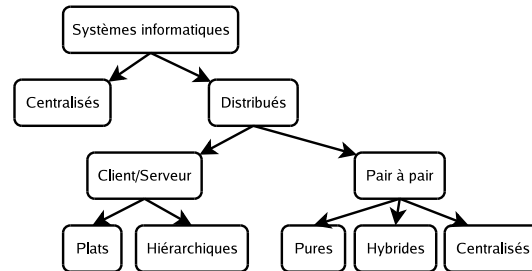 Systèmes informatiques
Centralisés
Distribués
Client/Serveur
Pair à pair
Plats
Hiérarchiques
Pures
Hybrides
Centralisés